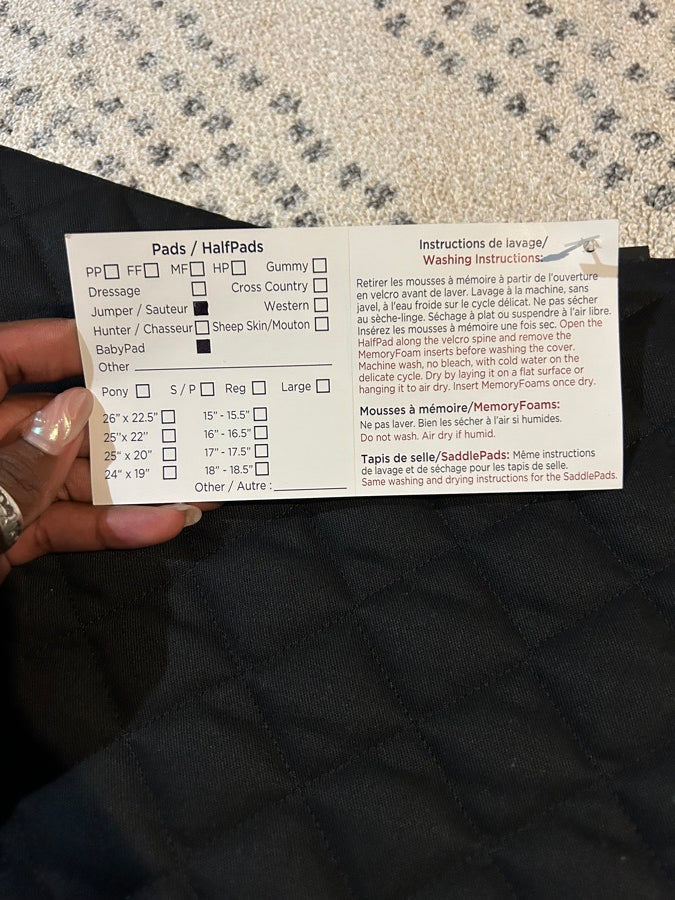 Pads / HalfPads
PP FF MF HP Gummy
Dressage Cross Country
Jumper / Sauteur Western
Hunter / Chasseur Sheep Skin/Mouton
BabyPad
Other
Pony S / P Reg Large
26" x 22.5" 15" - 15.5"
25"x 22" 16" - 16.5"
25" x 20" 17" - 17.5"
24" x 19" 18" - 18.5"
Other / Autre :
Instructions de lavage/
Washing Instructions:
Retirer les mousses à mémoire à partir de l'ouverture
en velcro avant de laver. Lavage à la machine, sans
javel, à l'eau froide sur le cycle délicat. Ne pas sécher
au sèche-linge. Séchage à plat ou suspendre à l'air libre.
Insérez les mousses à mémoire une fois sec. Open the
HalfPad along the velcro spine and remove the
MemoryFoam inserts before washing the cover.
Machine wash, no bleach, with cold water on the
delicate cycle. Dry by laying it on a flat surface or
hanging it to air dry. Insert MemoryFoams once dry.
Mousses à mémoire/MemoryFoams:
Ne pas laver. Bien les sécher à l'air si humides.
Do not wash. Air dry if humid.
Tapis de selle/SaddlePads: Même instructions
de lavage et de séchage pour les tapis de selle.
Same washing and drying instructions for the SaddlePads.